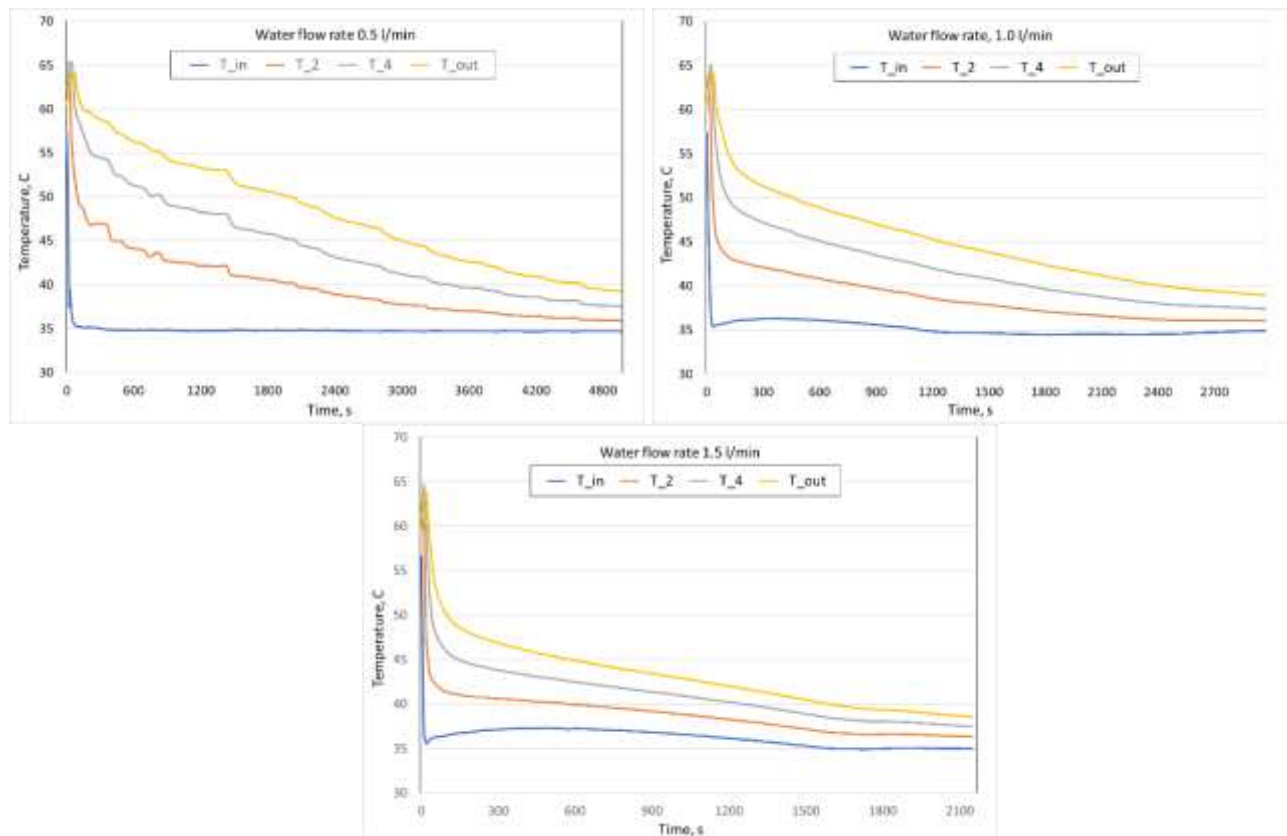 Water flow rate 0.5 l/min
T_in T_2 T_4 T_out
70
65
60
55
50
45
40
35
30
Temperature, C
0 600 1200 1800 2400 3000 3600 4200 4800
Time, s
Water flow rate, 1.0 l/min
T_in T_2 T_4 T_out
70
65
60
55
50
45
40
35
30
Temperature, C
0 300 600 900 1200 1500 1800 2100 2400 2700
Time, s
Water flow rate 1.5 l/min
T_in T_2 T_4 T_out
70
65
60
55
50
45
40
35
30
Temperature, C
0 300 600 900 1200 1500 1800 2100
Time, s